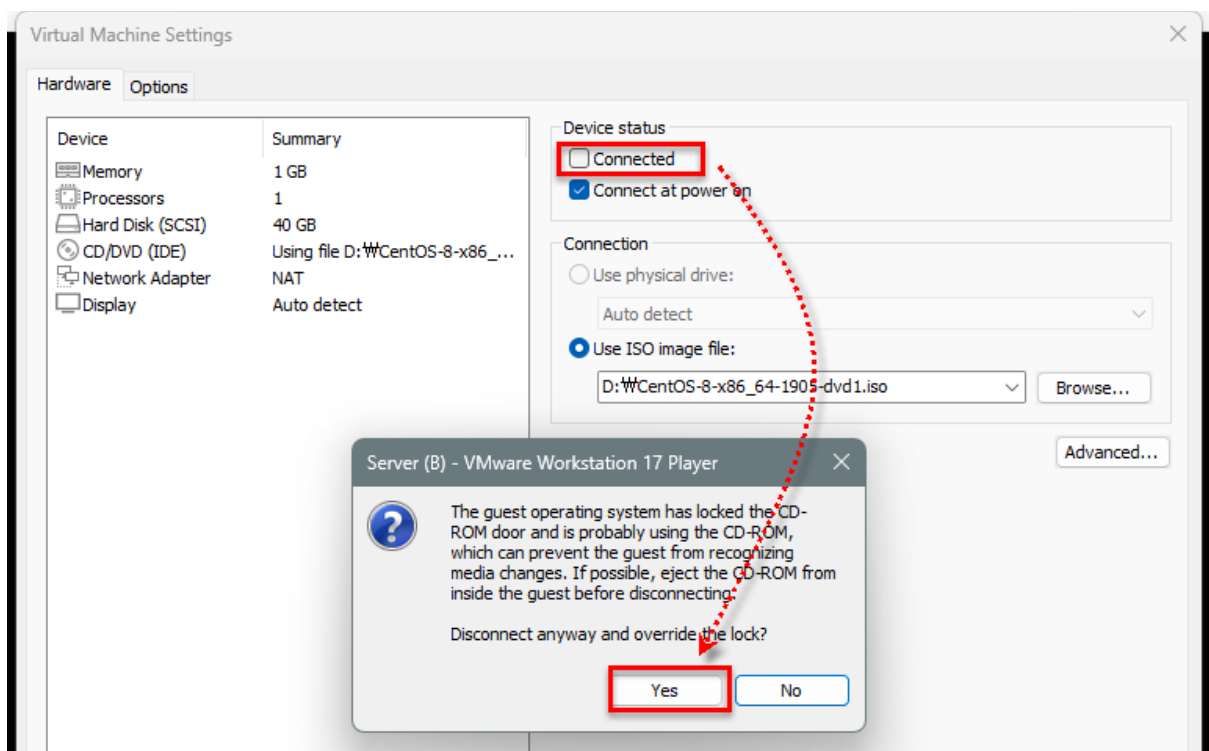 Virtual Machine Settings
Hardware Options
Device Summary
Memory 1 GB
Processors 1
Hard Disk (SCSI) 40 GB
CD/DVD (IDE) Using file D:₩CentOS-8-x86_...
Network Adapter NAT
Display Auto detect
Device status
Connected
Connect at power on
Connection
Use physical drive:
Auto detect
Use ISO image file:
D:₩CentOS-8-x86_64-1905-dvd1.iso Browse...
Advanced...
Server (B) - VMware Workstation 17 Player
The guest operating system has locked the CD-
ROM door and is probably using the CD-ROM,
which can prevent the guest from recognizing
media changes. If possible, eject the CD-ROM from
inside the guest before disconnecting.
Disconnect anyway and override the lock?
Yes No